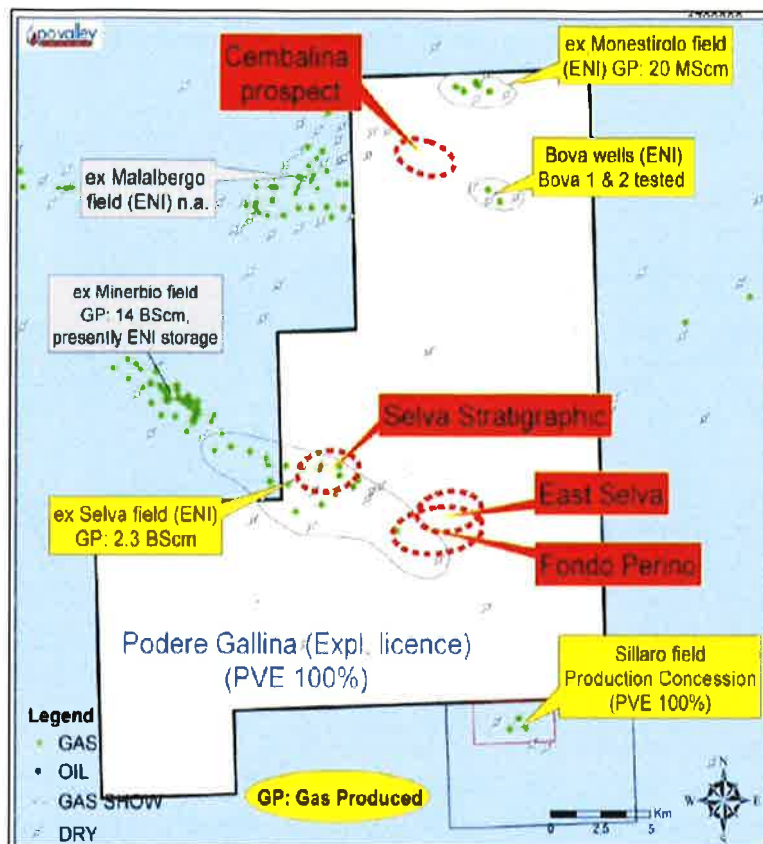 povalley
Cembalina
prospect
ex Monestirolo field
(ENI) GP: 20 MScm
ex Malalbergo
field (ENI) n.a.
Bova wells (ENI)
Bova 1 & 2 tested
ex Minerbio field
GP: 14 BScm,
presently ENI storage
Selva Stratigraphic
ex Selva field (ENI)
GP: 2.3 BScm
East Selva
Fondo Perino
Podere Gallina (Expl. licence)
(PVE 100%)
Sillaro field
Production Concession
(PVE 100%)
Legend
GAS
OIL
GAS SHOW
DRY
GP: Gas Produced
N
W
E
S
Km
0 2.5 5